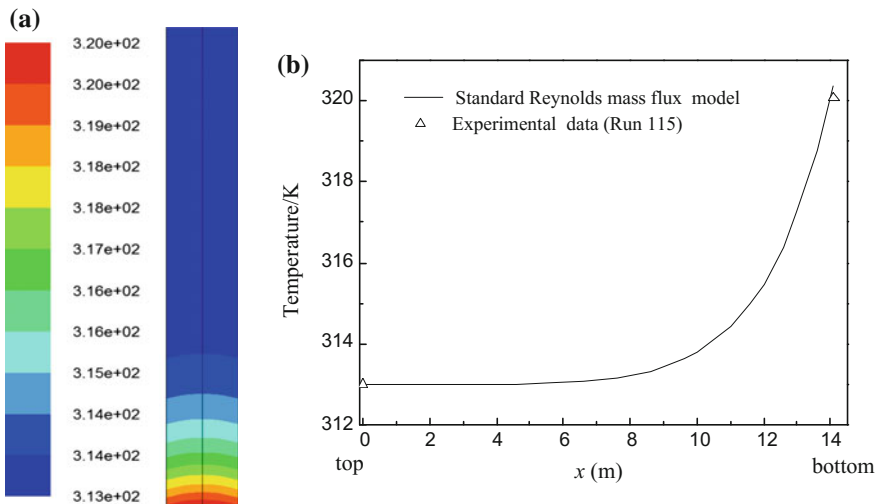 (a)
3.20e+02
3.20e+02
3.19e+02
3.18e+02
3.18e+02
3.17e+02
3.16e+02
3.16e+02
3.15e+02
3.14e+02
3.14e+02
3.13e+02
(b)
Standard Reynolds mass flux model
Experimental data (Run 115)
Temperature/K
320
318
316
314
312
0 2 4 6 8 10 12 14
top x (m) bottom